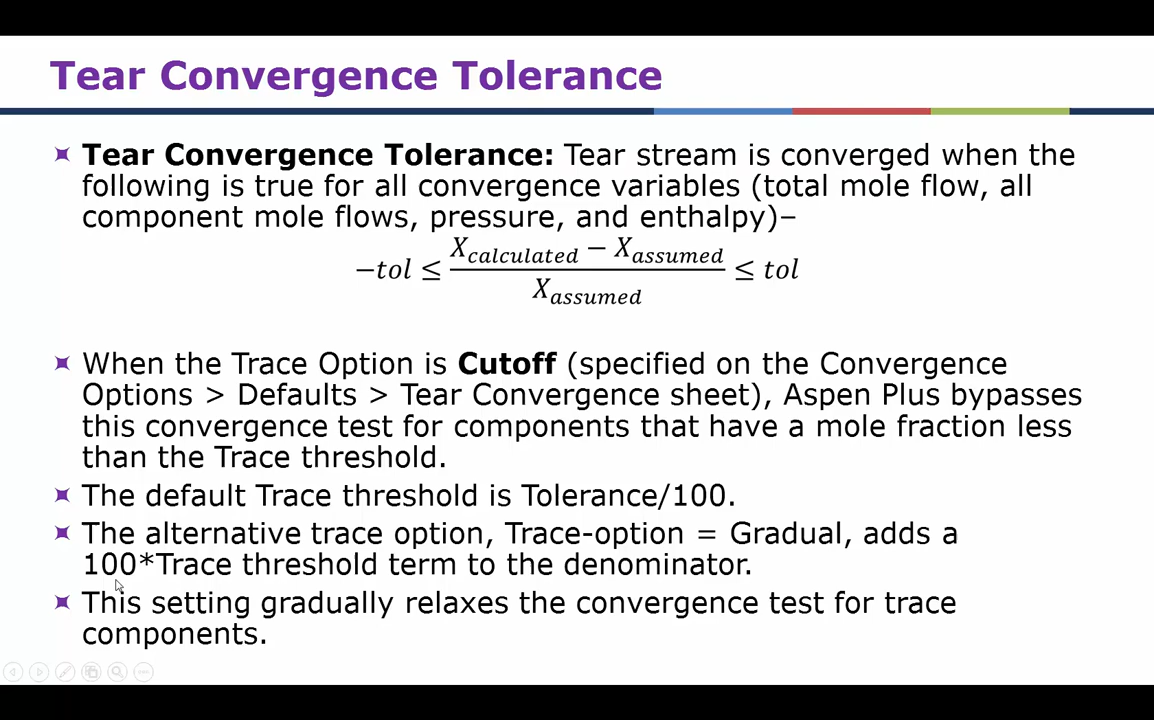 Tear Convergence Tolerance
Tear Convergence Tolerance: Tear stream is converged when the
following is true for all convergence variables (total mole flow, all
component mole flows, pressure, and enthalpy)–
−tol ≤ (X_calculated − X_assumed) / X_assumed ≤ tol
When the Trace Option is Cutoff (specified on the Convergence
Options > Defaults > Tear Convergence sheet), Aspen Plus bypasses
this convergence test for components that have a mole fraction less
than the Trace threshold.
The default Trace threshold is Tolerance/100.
The alternative trace option, Trace-option = Gradual, adds a
100*Trace threshold term to the denominator.
This setting gradually relaxes the convergence test for trace
components.